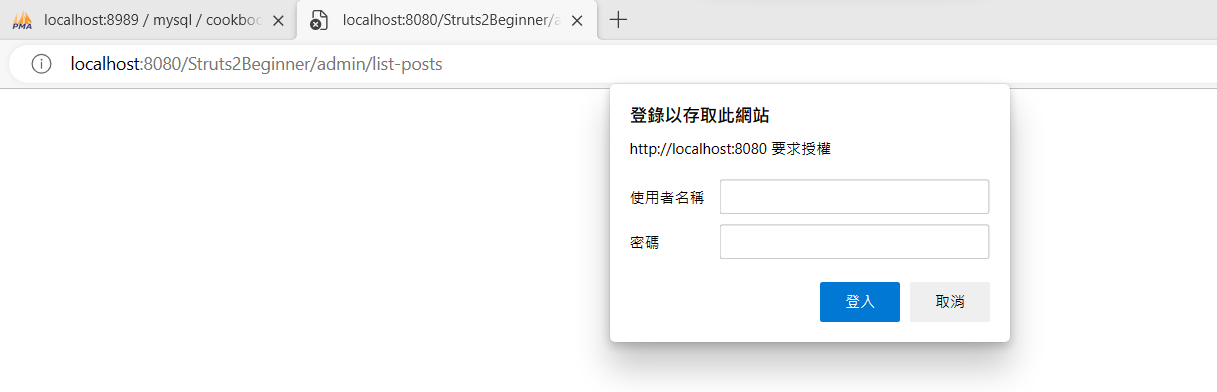 PMA
localhost:8989 / mysql / cookboo
localhost:8080/Struts2Beginner/a
localhost:8080/Struts2Beginner/admin/list-posts
登錄以存取此網站
http://localhost:8080 要求授權
使用者名稱
密碼
登入
取消